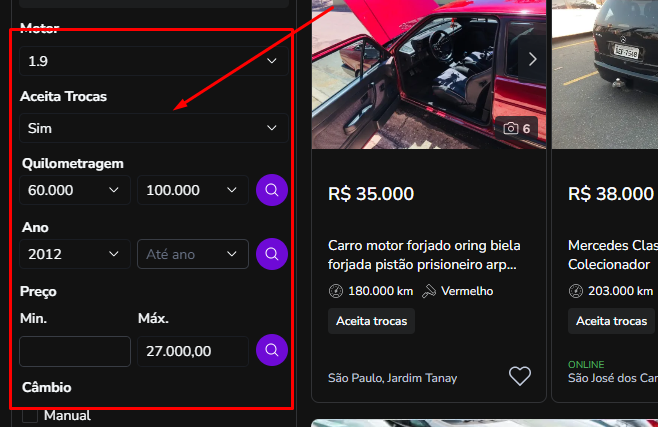 Motor
1.9
Aceita Trocas
Sim
Quilometragem
60.000
100.000
Ano
2012
Até ano
Preço
Min.
Máx.
27.000,00
Câmbio
Manual
6
R$ 35.000
Carro motor forjado oring biela
forjada pistão prisioneiro arp...
180.000 km
Vermelho
Aceita trocas
São Paulo, Jardim Tanay
R$ 38.000
Mercedes Clas
Colecionador
203.000 km
Aceita trocas
ONLINE
São José dos Car